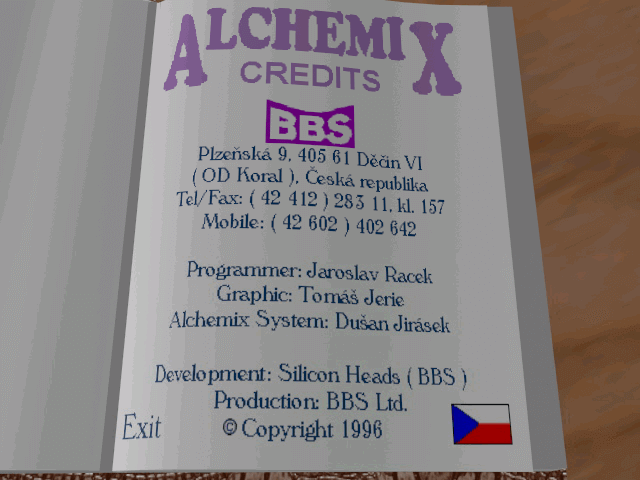 ALCHEMIX
CREDITS
BBS
Plzeňská 9, 405 61 Děčín VI
( OD Koral ), Česká republika
Tel/Fax: ( 42 412 ) 283 11, kl. 157
Mobile: ( 42 602 ) 402 642
Programmer: Jaroslav Racek
Graphic: Tomáš Jerie
Alchemix System: Dušan Jirásek
Development: Silicon Heads ( BBS )
Production: BBS Ltd.
Exit
© Copyright 1996